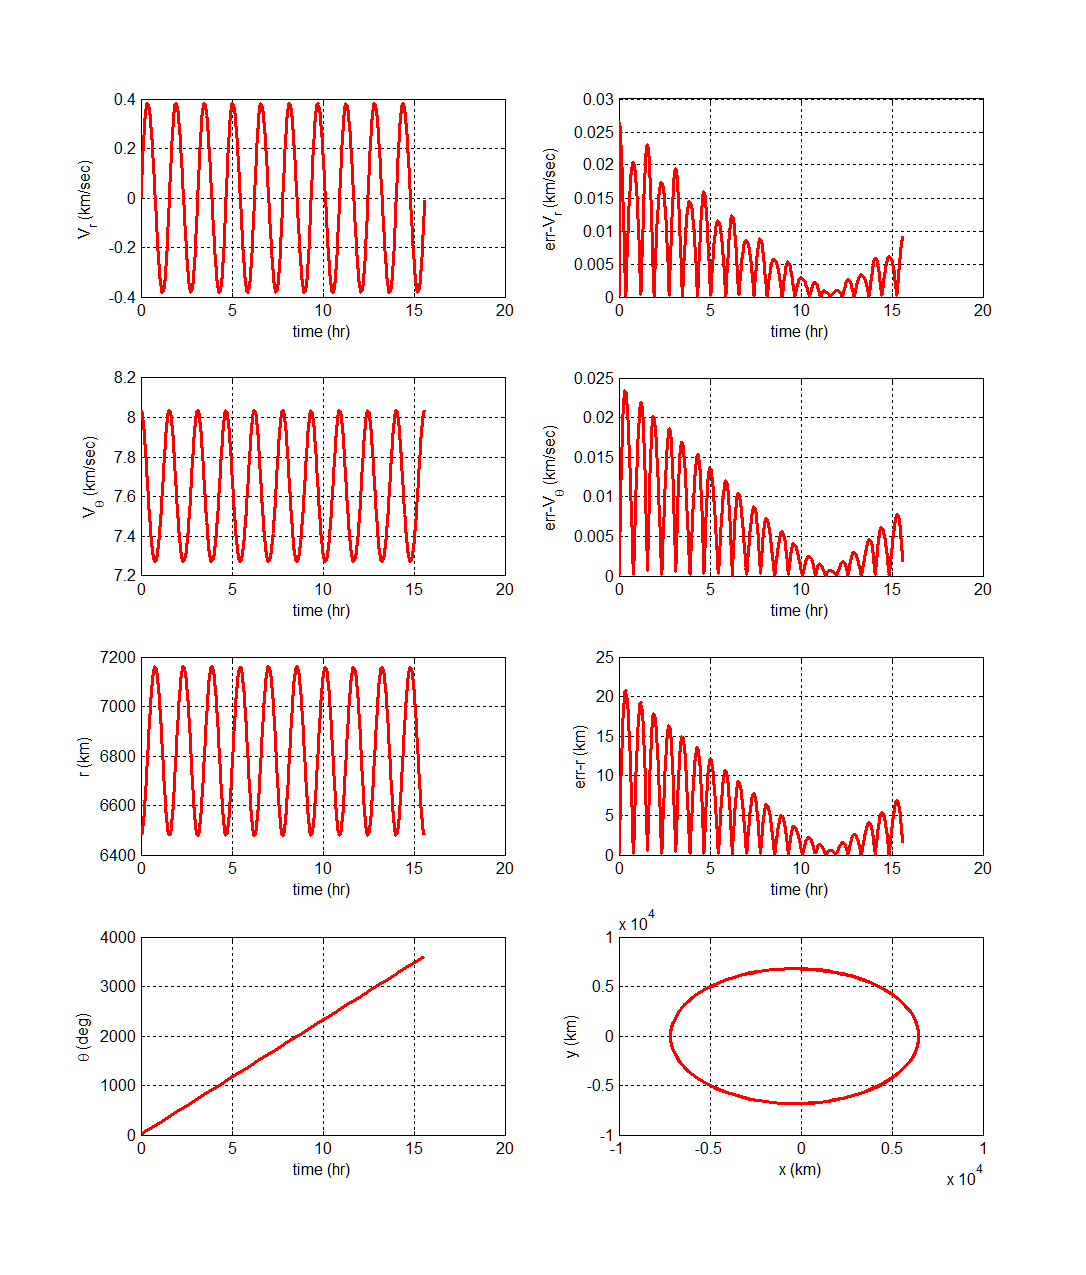 0.4
0.2
0
-0.2
-0.4
V_r (km/sec)
0 5 10 15 20
time (hr)
0.03
0.025
0.02
0.015
0.01
0.005
0
err-V_r (km/sec)
0 5 10 15 20
time (hr)
8.2
8
7.8
7.6
7.4
7.2
V_θ (km/sec)
0 5 10 15 20
time (hr)
0.025
0.02
0.015
0.01
0.005
0
err-V_θ (km/sec)
0 5 10 15 20
time (hr)
7200
7000
6800
6600
6400
r (km)
0 5 10 15 20
time (hr)
25
20
15
10
5
0
err-r (km)
0 5 10 15 20
time (hr)
4000
3000
2000
1000
0
θ (deg)
0 5 10 15 20
time (hr)
x 10^4
1
0.5
0
-0.5
-1
y (km)
-1 -0.5 0 0.5 1
x (km)
x 10^4